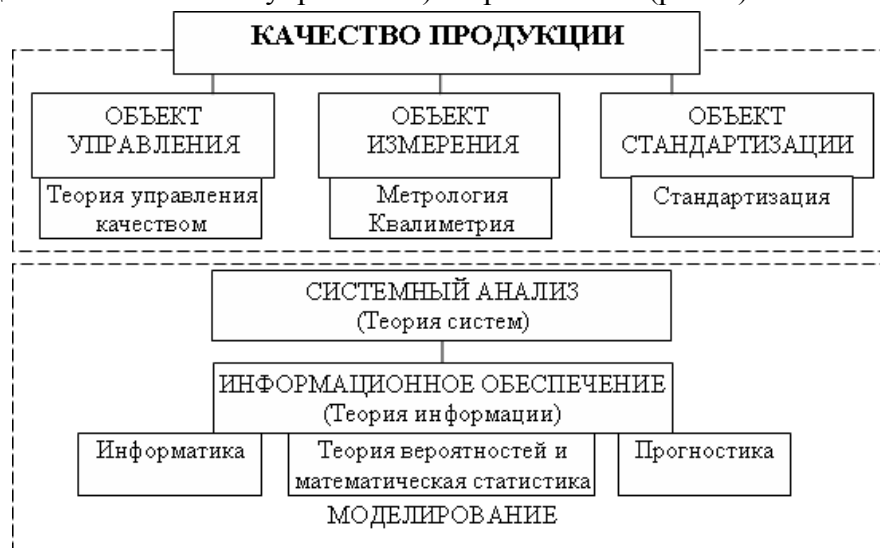 КАЧЕСТВО ПРОДУКЦИИ
ОБЪЕКТ
УПРАВЛЕНИЯ
ОБЪЕКТ
ИЗМЕРЕНИЯ
ОБЪЕКТ
СТАНДАРТИЗАЦИИ
Теория управления
качеством
Метрология
Квалиметрия
Стандартизация
СИСТЕМНЫЙ АНАЛИЗ
(Теория систем)
ИНФОРМАЦИОННОЕ ОБЕСПЕЧЕНИЕ
(Теория информации)
Информатика
Теория вероятностей и
математическая статистика
Прогностика
МОДЕЛИРОВАНИЕ